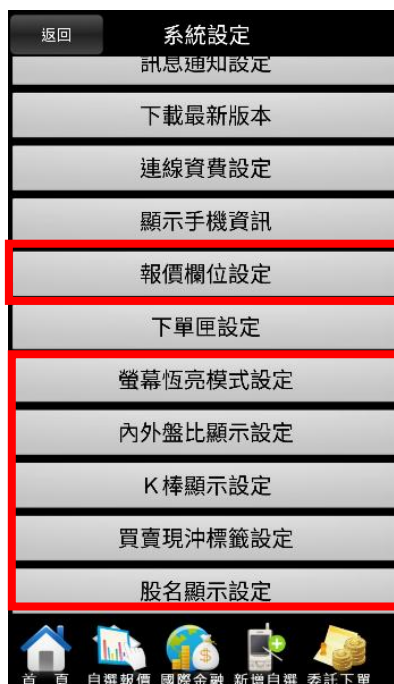 返回
系統設定
訊息通知設定
下載最新版本
連線資費設定
顯示手機資訊
報價欄位設定
下單匣設定
螢幕恆亮模式設定
內外盤比顯示設定
K棒顯示設定
買賣現沖標籤設定
股名顯示設定
首 頁 自選報價 國際金融 新增自選 委託下單